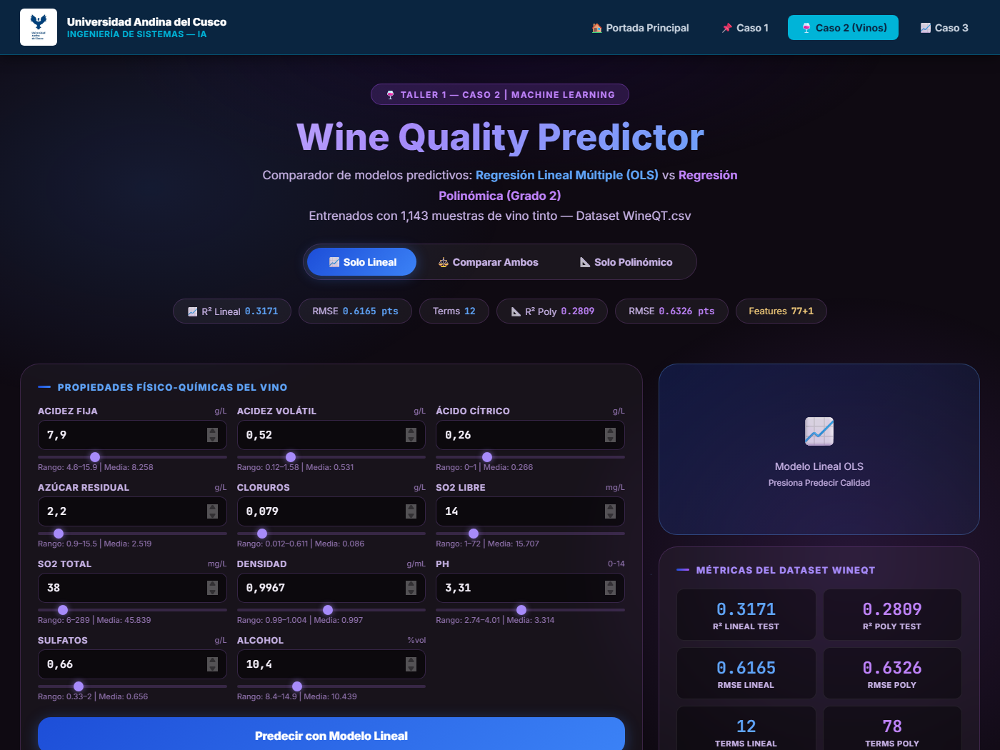 Universidad Andina del Cusco
INGENIERÍA DE SISTEMAS — IA
Universidad
Andina
del Cusco
Portada Principal
Caso 1
Caso 2 (Vinos)
Caso 3
TALLER 1 — CASO 2 | MACHINE LEARNING
Wine Quality Predictor
Comparador de modelos predictivos: Regresión Lineal Múltiple (OLS) vs Regresión
Polinómica (Grado 2)
Entrenados con 1,143 muestras de vino tinto — Dataset WineQT.csv
Solo Lineal
Comparar Ambos
Solo Polinómico
R² Lineal 0.3171
RMSE 0.6165 pts
Terms 12
R² Poly 0.2809
RMSE 0.6326 pts
Features 77+1
PROPIEDADES FÍSICO-QUÍMICAS DEL VINO
ACIDEZ FIJA g/L
7,9
Rango: 4.6–15.9 | Media: 8.258
ACIDEZ VOLÁTIL g/L
0,52
Rango: 0.12–1.58 | Media: 0.531
ÁCIDO CÍTRICO g/L
0,26
Rango: 0–1 | Media: 0.266
AZÚCAR RESIDUAL g/L
2,2
Rango: 0.9–15.5 | Media: 2.519
CLORUROS g/L
0,079
Rango: 0.012–0.611 | Media: 0.086
SO2 LIBRE mg/L
14
Rango: 1–72 | Media: 15.707
SO2 TOTAL mg/L
38
Rango: 6–289 | Media: 45.839
DENSIDAD g/mL
0,9967
Rango: 0.99–1.004 | Media: 0.997
PH 0-14
3,31
Rango: 2.74–4.01 | Media: 3.314
SULFATOS g/L
0,66
Rango: 0.33–2 | Media: 0.656
ALCOHOL %vol
10,4
Rango: 8.4–14.9 | Media: 10.439
Predecir con Modelo Lineal
Modelo Lineal OLS
Presiona Predecir Calidad
MÉTRICAS DEL DATASET WINEQT
0.3171
R² LINEAL TEST
0.2809
R² POLY TEST
0.6165
RMSE LINEAL
0.6326
RMSE POLY
12
TERMS LINEAL
78
TERMS POLY